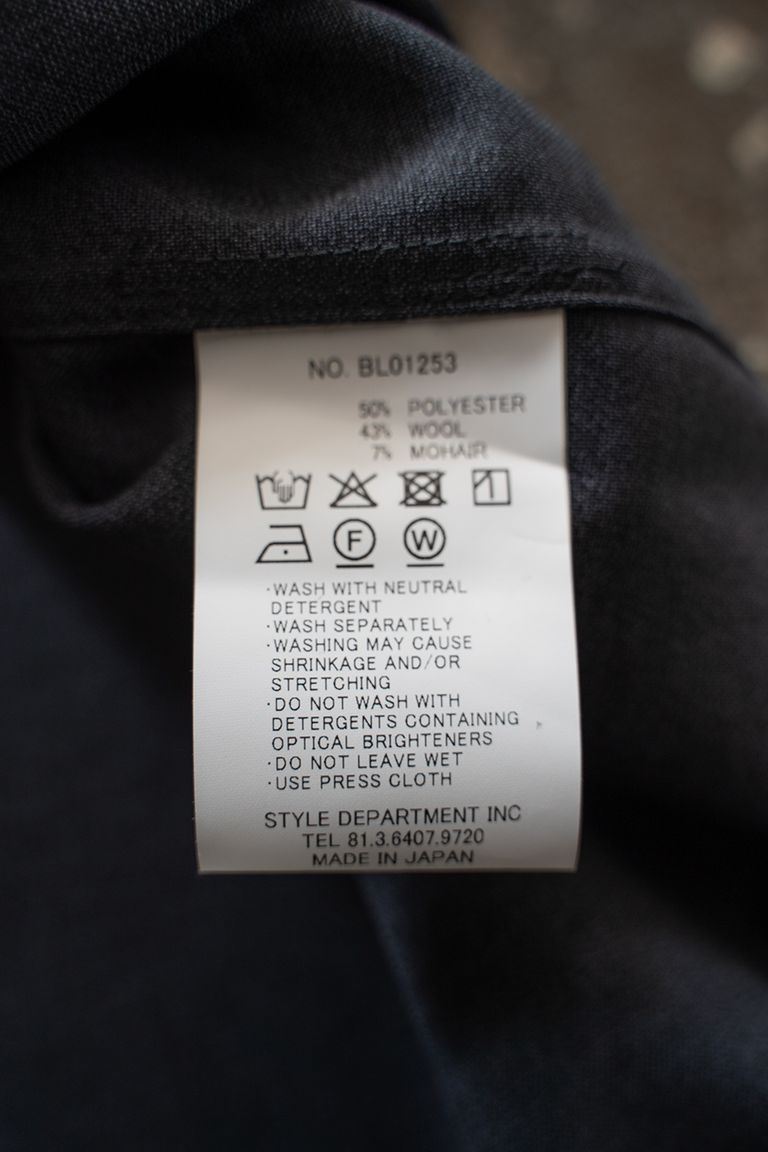 NO. BL01253
50% POLYESTER
43% WOOL
7% MOHAIR
F W
·WASH WITH NEUTRAL
DETERGENT
·WASH SEPARATELY
·WASHING MAY CAUSE
SHRINKAGE AND/OR
STRETCHING
·DO NOT WASH WITH
DETERGENTS CONTAINING
OPTICAL BRIGHTENERS
·DO NOT LEAVE WET
·USE PRESS CLOTH
STYLE DEPARTMENT INC
TEL 81.3.6407.9720
MADE IN JAPAN